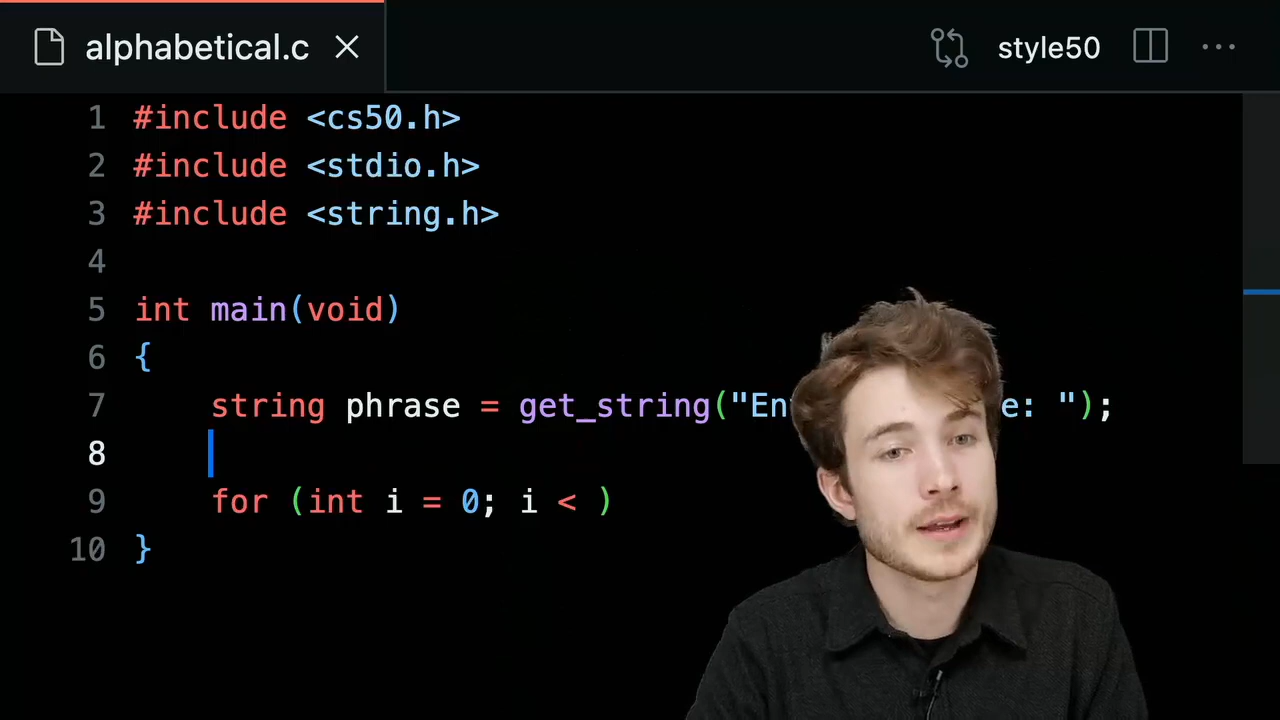 alphabetical.c
style50
1 #include <cs50.h>
2 #include <stdio.h>
3 #include <string.h>
4
5 int main(void)
6 {
7 string phrase = get_string("En e: ");
8
9 for (int i = 0; i < )
10 }